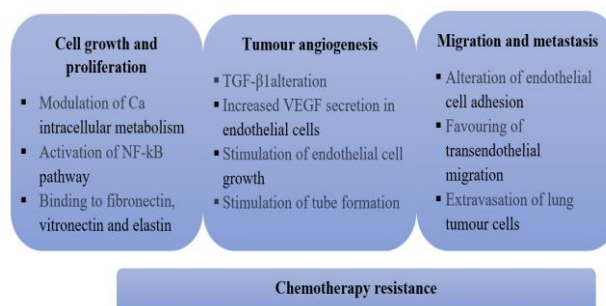 Cell growth and
proliferation
▪ Modulation of Ca
intracellular metabolism
▪ Activation of NF-kB
pathway
▪ Binding to fibronectin,
vitronectin and elastin
Tumour angiogenesis
▪ TGF-β1alteration
▪ Increased VEGF secretion in
endothelial cells
▪ Stimulation of endothelial cell
growth
▪ Stimulation of tube formation
Migration and metastasis
▪ Alteration of endothelial
cell adhesion
▪ Favouring of
transendothelial
migration
▪ Extravasation of lung
tumour cells
Chemotherapy resistance